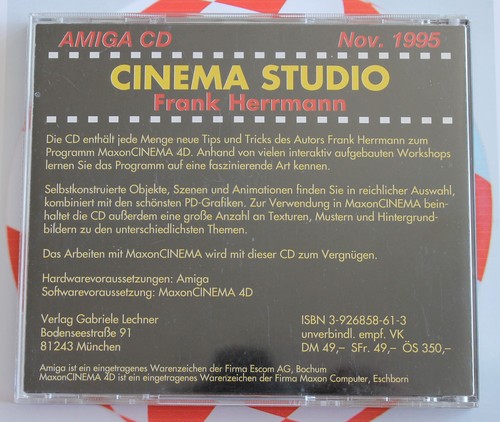 AMIGA CD Nov. 1995
CINEMA STUDIO
Frank Herrmann
Die CD enthält jede Menge neue Tips und Tricks des Autors Frank Herrmann zum
Programm MaxonCINEMA 4D. Anhand von vielen interaktiv aufgebauten Workshops
lernen Sie das Programm auf eine faszinierende Art kennen.
Selbstkonstruierte Objekte, Szenen und Animationen finden Sie in reichlicher Auswahl,
kombiniert mit den schönsten PD-Grafiken. Zur Verwendung in MaxonCINEMA bein-
haltet die CD außerdem eine große Anzahl an Texturen, Mustern und Hintergrund-
bildern zu den unterschiedlichsten Themen.
Das Arbeiten mit MaxonCINEMA wird mit dieser CD zum Vergnügen.
Hardwarevoraussetzungen: Amiga
Softwarevoraussetzung: MaxonCINEMA 4D
Verlag Gabriele Lechner ISBN 3-926858-61-3
Bodenseestraße 91 unverbindl. empf. VK
81243 München DM 49,– SFr. 49,– ÖS 350,–
Amiga ist ein eingetragenes Warenzeichen der Firma Escom AG, Bochum
MaxonCINEMA 4D ist ein eingetragenes Warenzeichen der Firma Maxon Computer, Eschborn